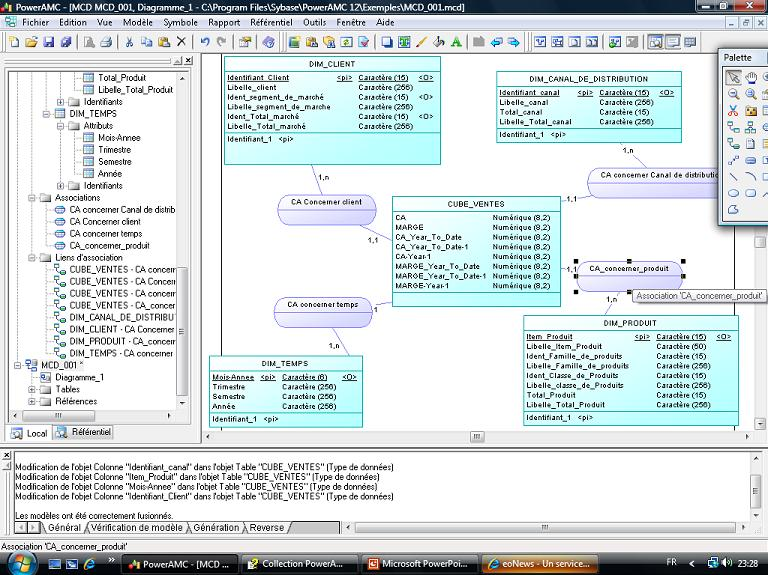 PowerAMC - [MCD MCD_001, Diagramme_1 - C:\Program Files\Sybase\PowerAMC 12\Exemples\MCD_001.mcd]
Fichier Edition Vue Modèle Symbole Rapport Référentiel Outils Fenêtre Aide
Total_Produit
Libelle_Total_Produit
Identifiants
DIM_TEMPS
Attributs
Mois-Annee
Trimestre
Semestre
Année
Identifiants
Associations
CA concerner Canal de distrib
CA Concerner client
CA concerner temps
CA_concerner_produit
Liens d'association
CUBE_VENTES - CA concern
CUBE_VENTES - CA concern
CUBE_VENTES - CA concern
CUBE_VENTES - CA concern
DIM_CANAL_DE_DISTRIBU
DIM_CLIENT - CA Concerner
DIM_PRODUIT - CA concern
DIM_TEMPS - CA concerner
MCD_001 *
Diagramme_1
Tables
Références
Local Référentiel
DIM_CLIENT
Identifiant_Client <pi> Caractère (15) <O>
Libelle_client Caractère (256)
Ident_segment_de_marché Caractère (15) <O>
Libelle_segment_de_marche Caractère (256)
Ident_Total_marché Caractère (15) <O>
Libelle_Total_marché Caractère (256)
Identifiant_1 <pi>
DIM_CANAL_DE_DISTRIBUTION
Identifiant_canal <pi> Caractère (15) <O>
Libelle_canal Caractère (256)
Total_canal Caractère (15)
Libelle_Total_canal Caractère (256)
Identifiant_1 <pi>
Palette
1,n
1,n
CA concerner Canal de distributio
CA Concerner client
1,1
1,1
CUBE_VENTES
CA Numérique (8,2)
MARGE Numérique (8,2)
CA_Year_To_Date Numérique (8,2)
CA_Year_To_Date-1 Numérique (8,2)
CA-Year-1 Numérique (8,2)
MARGE_Year_To_Date Numérique (8,2)
MARGE_Year_To_Date-1 Numérique (8,2)
MARGE-Year-1 Numérique (8,2)
1,1
CA_concerner_produit
Association 'CA_concerner_produit'
1,n
CA concerner temps
1
1,n
DIM_TEMPS
Mois-Annee <pi> Caractère (6) <O>
Trimestre Caractère (256)
Semestre Caractère (256)
Année Caractère (256)
Identifiant_1 <pi>
DIM_PRODUIT
Item_Produit <pi> Caractère (15) <O>
Libelle_Item_Produit Caractère (50)
Ident_Famille_de_produits Caractère (15)
Libelle_Famille_de_produits Caractère (256)
Ident_Classe_de_Produits Caractère (15)
Libelle_classe_de_Produits Caractère (256)
Total_Produit Caractère (15)
Libelle_Total_Produit Caractère (256)
Identifiant_1 <pi>
Modification de l'objet Colonne "Identifiant_canal" dans l'objet Table "CUBE_VENTES" (Type de données)
Modification de l'objet Colonne "Item_Produit" dans l'objet Table "CUBE_VENTES" (Type de données)
Modification de l'objet Colonne "Mois-Annee" dans l'objet Table "CUBE_VENTES" (Type de données)
Modification de l'objet Colonne "Identifiant_Client" dans l'objet Table "CUBE_VENTES" (Type de données)
Les modèles ont été correctement fusionnés.
Général Vérification de modèle Génération Reverse
Association 'CA_concerner_produit'
PowerAMC - [MCD ... Collection PowerA... Microsoft PowerPoi... eoNews - Un service... FR 23:28